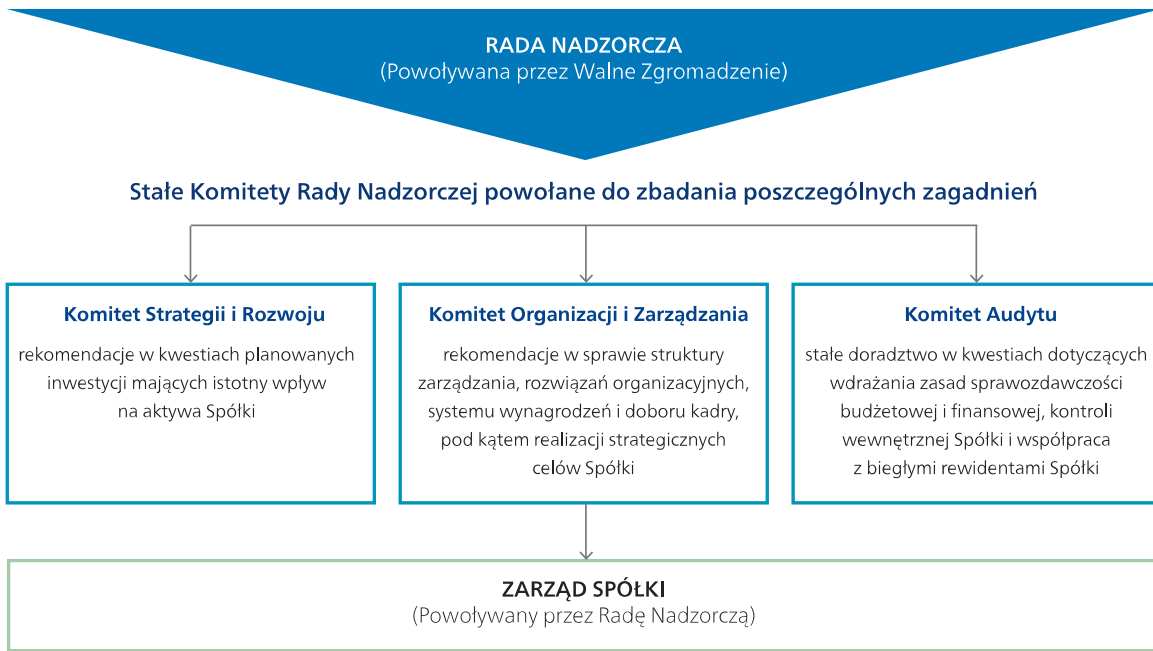 RADA NADZORCZA
(Powoływana przez Walne Zgromadzenie)
Stałe Komitety Rady Nadzorczej powołane do zbadania poszczególnych zagadnień
Komitet Strategii i Rozwoju
rekomendacje w kwestiach planowanych
inwestycji mających istotny wpływ
na aktywa Spółki
Komitet Organizacji i Zarządzania
rekomendacje w sprawie struktury
zarządzania, rozwiązań organizacyjnych,
systemu wynagrodzeń i doboru kadry,
pod kątem realizacji strategicznych
celów Spółki
Komitet Audytu
stałe doradztwo w kwestiach dotyczących
wdrażania zasad sprawozdawczości
budżetowej i finansowej, kontroli
wewnętrznej Spółki i współpraca
z biegłymi rewidentami Spółki
ZARZĄD SPÓŁKI
(Powoływany przez Radę Nadzorczą)